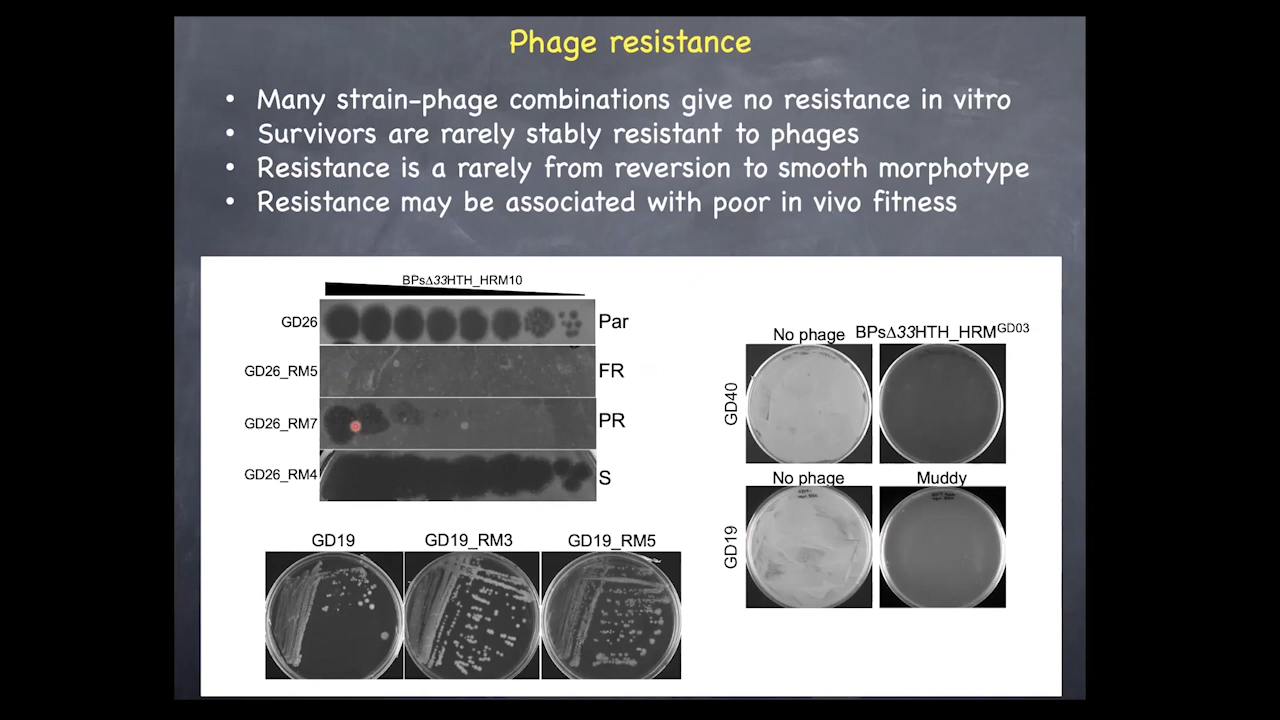 Phage resistance
• Many strain-phage combinations give no resistance in vitro
• Survivors are rarely stably resistant to phages
• Resistance is a rarely from reversion to smooth morphotype
• Resistance may be associated with poor in vivo fitness
BPsΔ33HTH_HRM10
GD26
Par
GD26_RM5
FR
GD26_RM7
PR
GD26_RM4
S
GD19
GD19_RM3
GD19_RM5
No phage
BPsΔ33HTH_HRM^GD03
GD40
No phage
Muddy
GD19